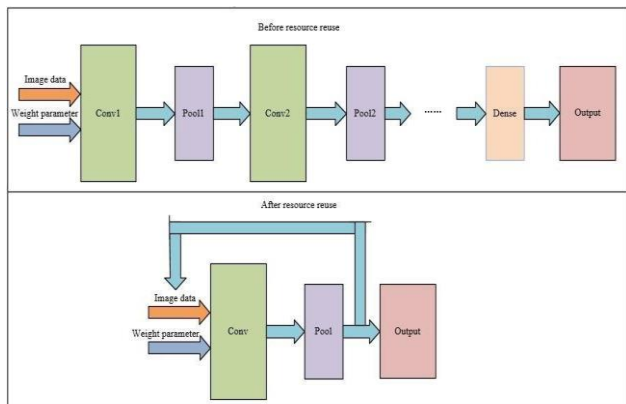 Before resource reuse
Image data
Weight parameter
Conv1
Pool1
Conv2
Pool2
......
Dense
Output
After resource reuse
Image data
Weight parameter
Conv
Pool
Output